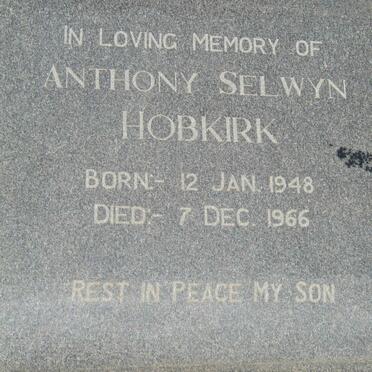 IN LOVING MEMORY OF
ANTHONY SELWYN
HOBKIRK
BORN:- 12 JAN. 1948
DIED:- 7 DEC. 1966
REST IN PEACE MY SON